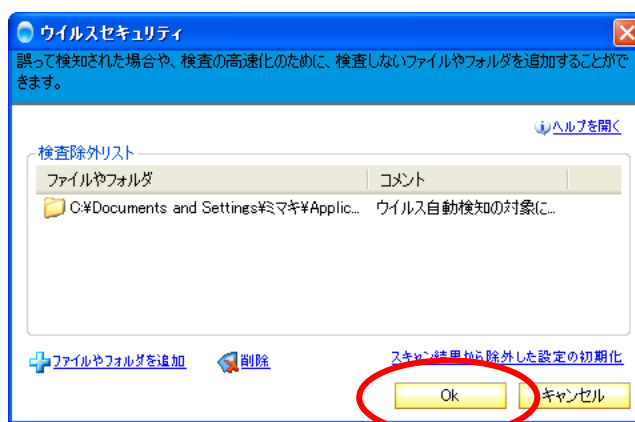 ウイルスセキュリティ
誤って検知された場合や、検査の高速化のために、検査しないファイルやフォルダを追加することがで
きます。
ヘルプを開く
検査除外リスト
ファイルやフォルダ コメント
C:¥Documents and Settings¥ミマキ¥Applic... ウイルス自動検知の対象に...
ファイルやフォルダを追加 削除 スキャン結果から除外した設定の初期化
Ok キャンセル